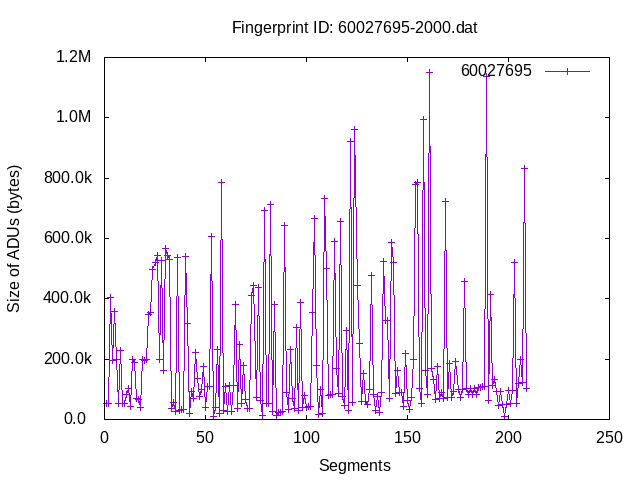 Fingerprint ID: 60027695-2000.dat
60027695
Size of ADUs (bytes)
1.2M
1.0M
800.0k
600.0k
400.0k
200.0k
0.0
0 50 100 150 200 250
Segments